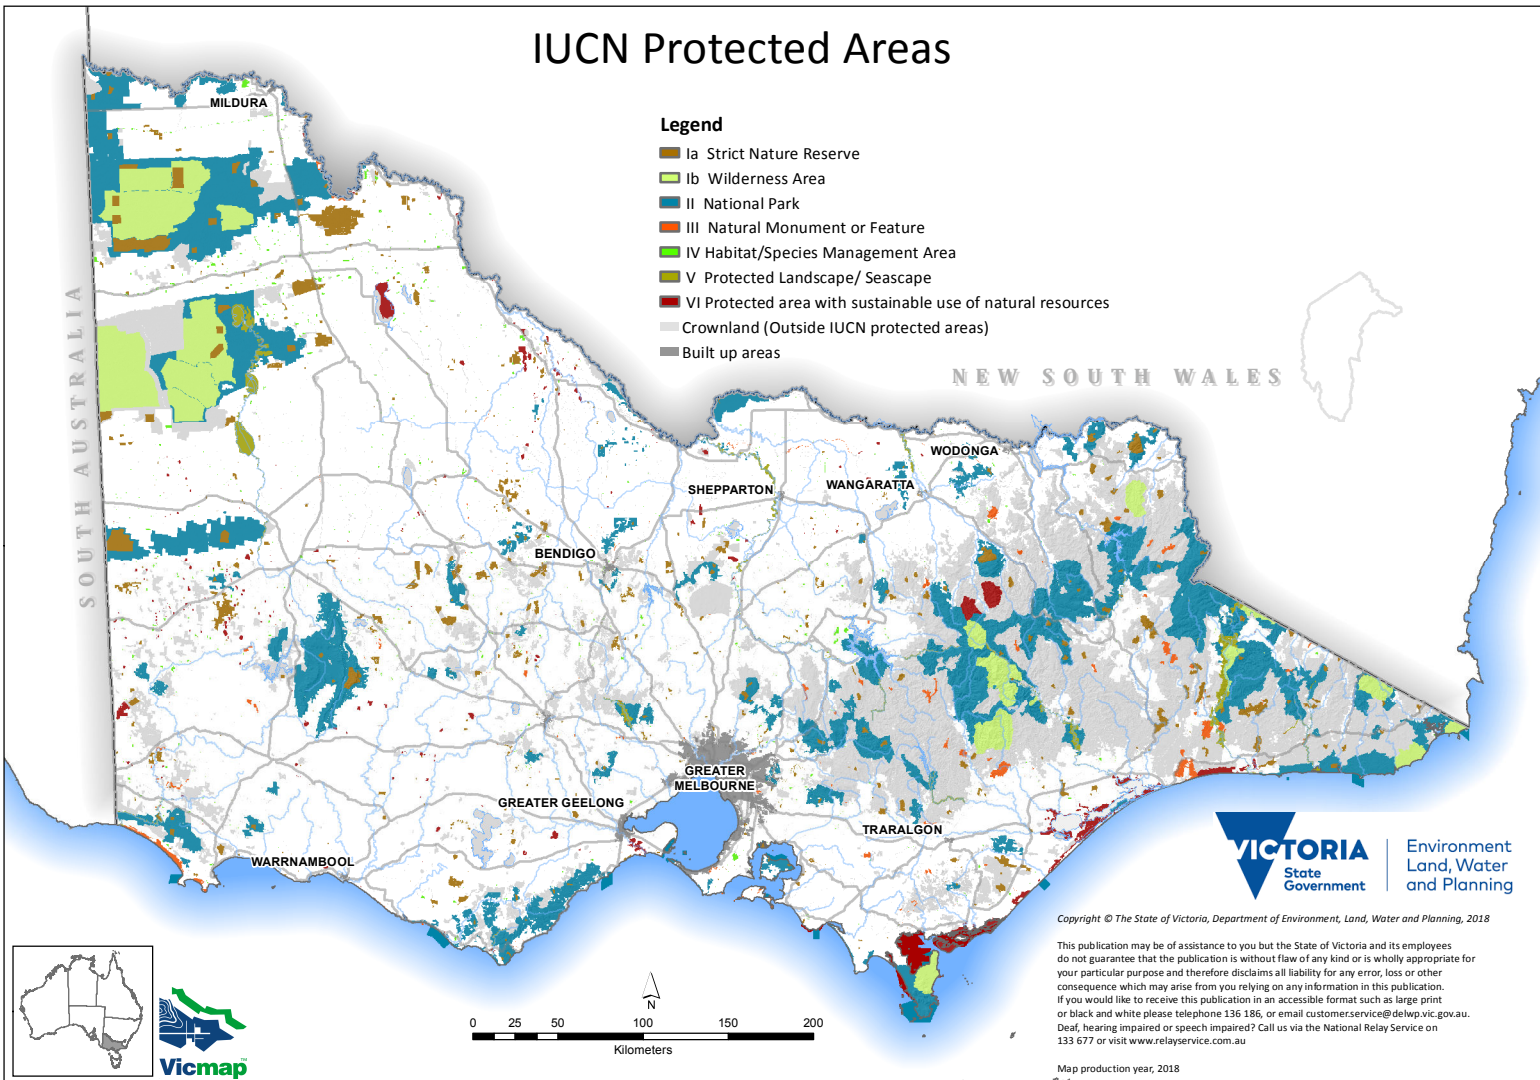 IUCN Protected Areas
Legend
Ia Strict Nature Reserve
Ib Wilderness Area
II National Park
III Natural Monument or Feature
IV Habitat/Species Management Area
V Protected Landscape/ Seascape
VI Protected area with sustainable use of natural resources
Crownland (Outside IUCN protected areas)
Built up areas
MILDURA
SOUTH AUSTRALIA
NEW SOUTH WALES
WODONGA
SHEPPARTON
WANGARATTA
BENDIGO
GREATER
MELBOURNE
GREATER GEELONG
TRARALGON
WARRNAMBOOL
VICTORIA
State
Government
Environment
Land, Water
and Planning
Copyright © The State of Victoria, Department of Environment, Land, Water and Planning, 2018
This publication may be of assistance to you but the State of Victoria and its employees
do not guarantee that the publication is without flaw of any kind or is wholly appropriate for
your particular purpose and therefore disclaims all liability for any error, loss or other
consequence which may arise from you relying on any information in this publication.
If you would like to receive this publication in an accessible format such as large print
or black and white please telephone 136 186, or email customer.service@delwp.vic.gov.au.
Deaf, hearing impaired or speech impaired? Call us via the National Relay Service on
133 677 or visit www.relayservice.com.au
Map production year, 2018
N
0 25 50 100 150 200
Kilometers
Vicmap™